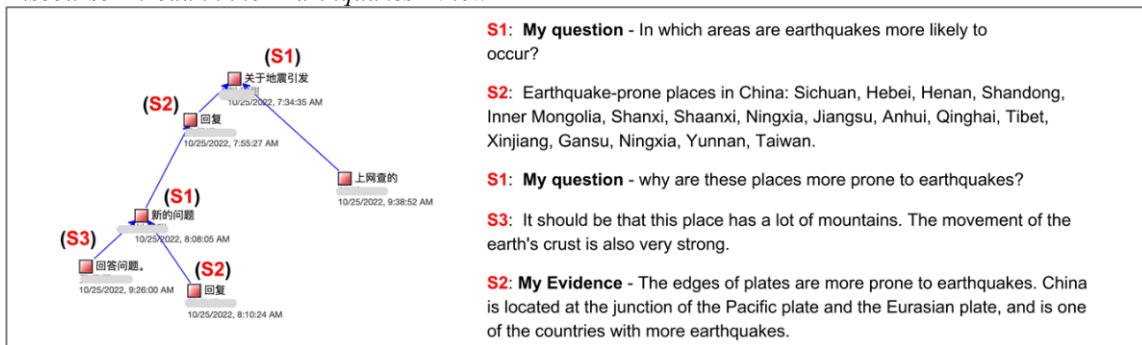 (S1)
关于地震引发
10/25/2022, 7:34:35 AM
(S2)
回复
10/25/2022, 7:55:27 AM
上网查的
10/25/2022, 9:38:52 AM
(S1)
新的问题
10/25/2022, 8:08:05 AM
(S3)
回答问题。
10/25/2022, 9:26:00 AM
(S2)
回复
10/25/2022, 8:10:24 AM
S1: My question - In which areas are earthquakes more likely to
occur?
S2: Earthquake-prone places in China: Sichuan, Hebei, Henan, Shandong,
Inner Mongolia, Shanxi, Shaanxi, Ningxia, Jiangsu, Anhui, Qinghai, Tibet,
Xinjiang, Gansu, Ningxia, Yunnan, Taiwan.
S1: My question - why are these places more prone to earthquakes?
S3: It should be that this place has a lot of mountains. The movement of the
earth's crust is also very strong.
S2: My Evidence - The edges of plates are more prone to earthquakes. China
is located at the junction of the Pacific plate and the Eurasian plate, and is one
of the countries with more earthquakes.